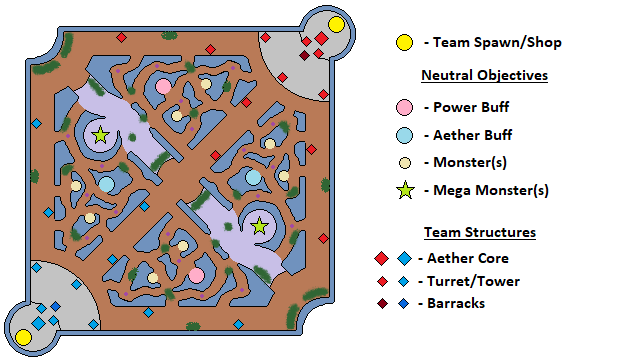 - Team Spawn/Shop
Neutral Objectives
- Power Buff
- Aether Buff
- Monster(s)
- Mega Monster(s)
Team Structures
- Aether Core
- Turret/Tower
- Barracks